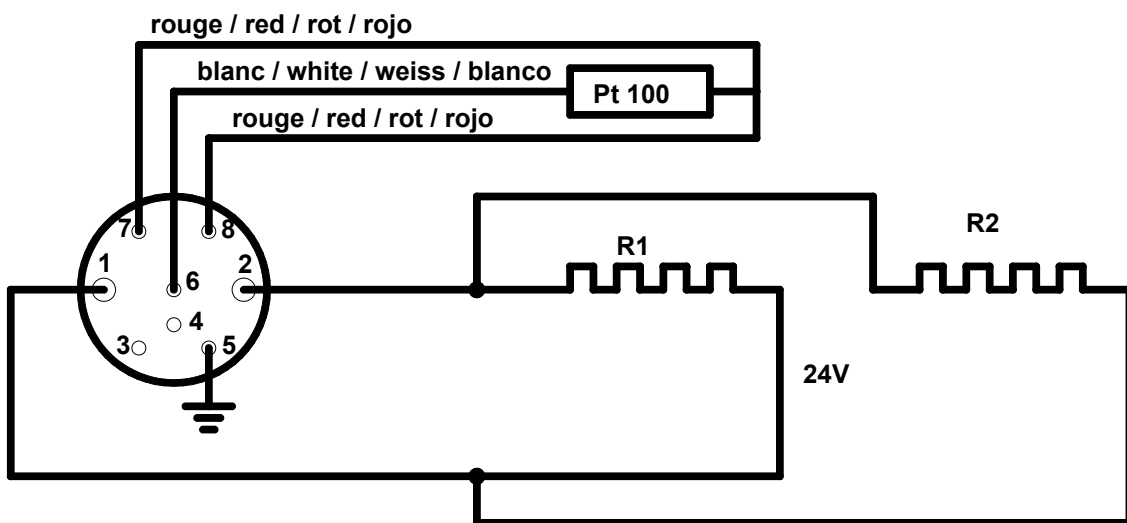 rouge / red / rot / rojo
blanc / white / weiss / blanco
Pt 100
rouge / red / rot / rojo
7
8
R2
R1
1
2
6
4
3
5
24V